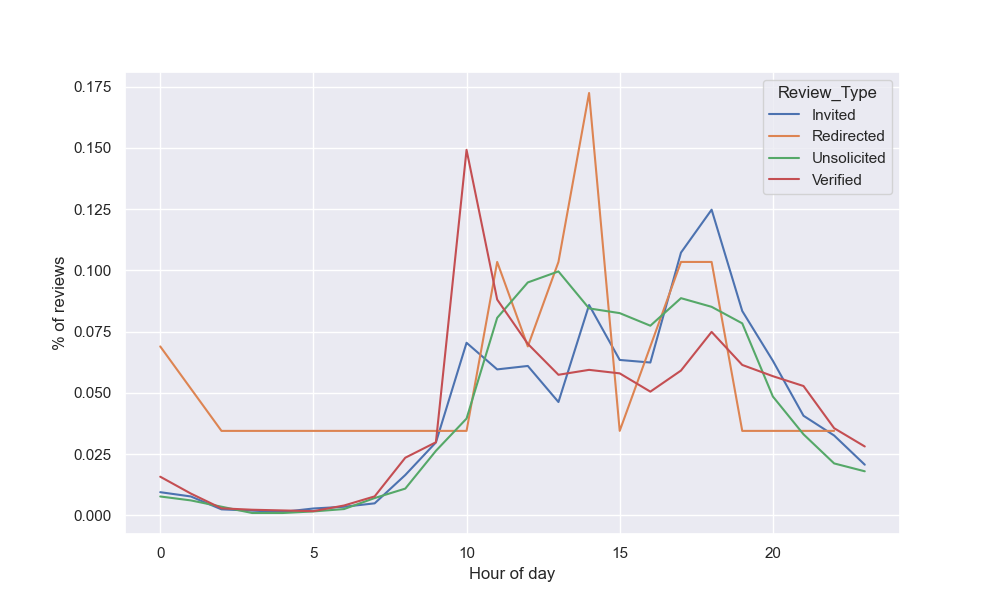 0.175
0.150
0.125
0.100
0.075
0.050
0.025
0.000
% of reviews
0
5
10
15
20
Hour of day
Review_Type
Invited
Redirected
Unsolicited
Verified